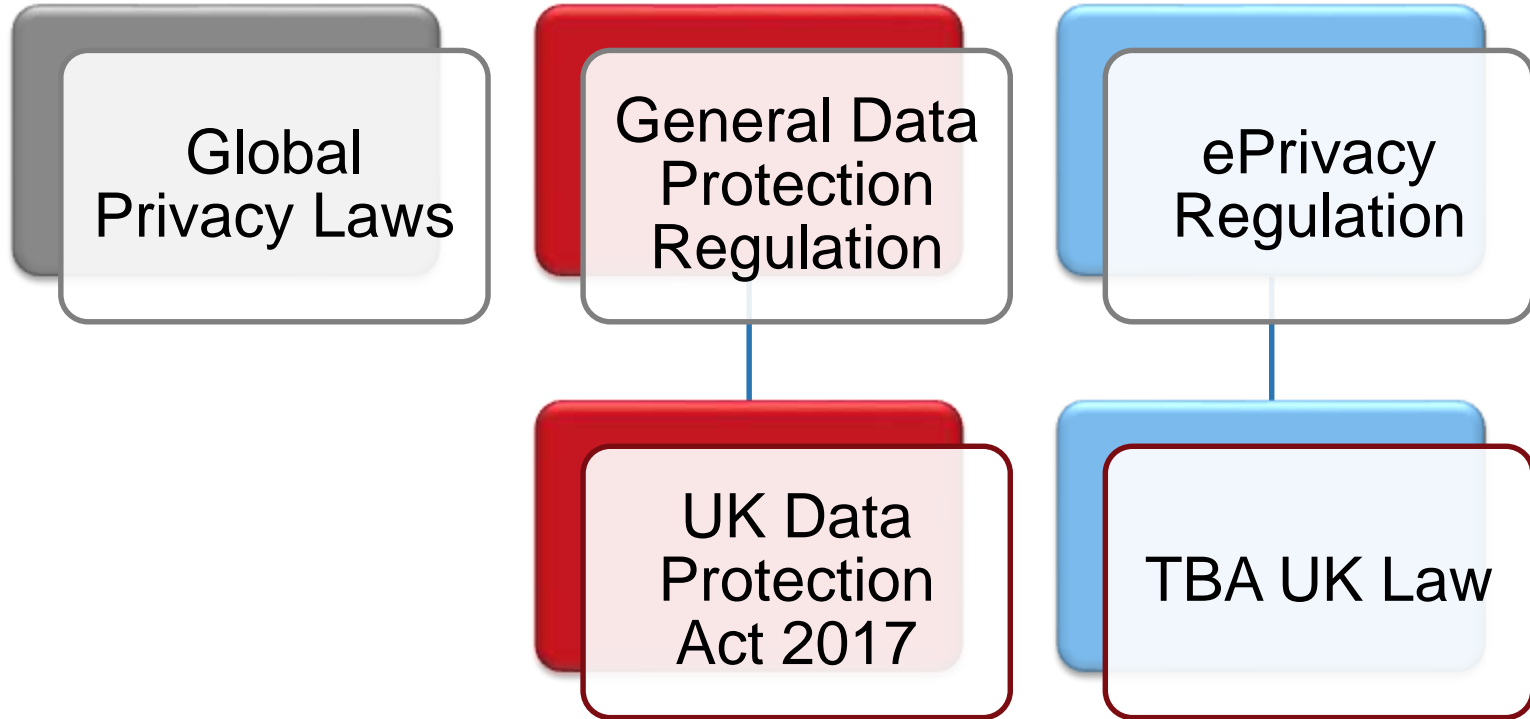 Global
Privacy Laws
General Data
Protection
Regulation
ePrivacy
Regulation
UK Data
Protection
Act 2017
TBA UK Law